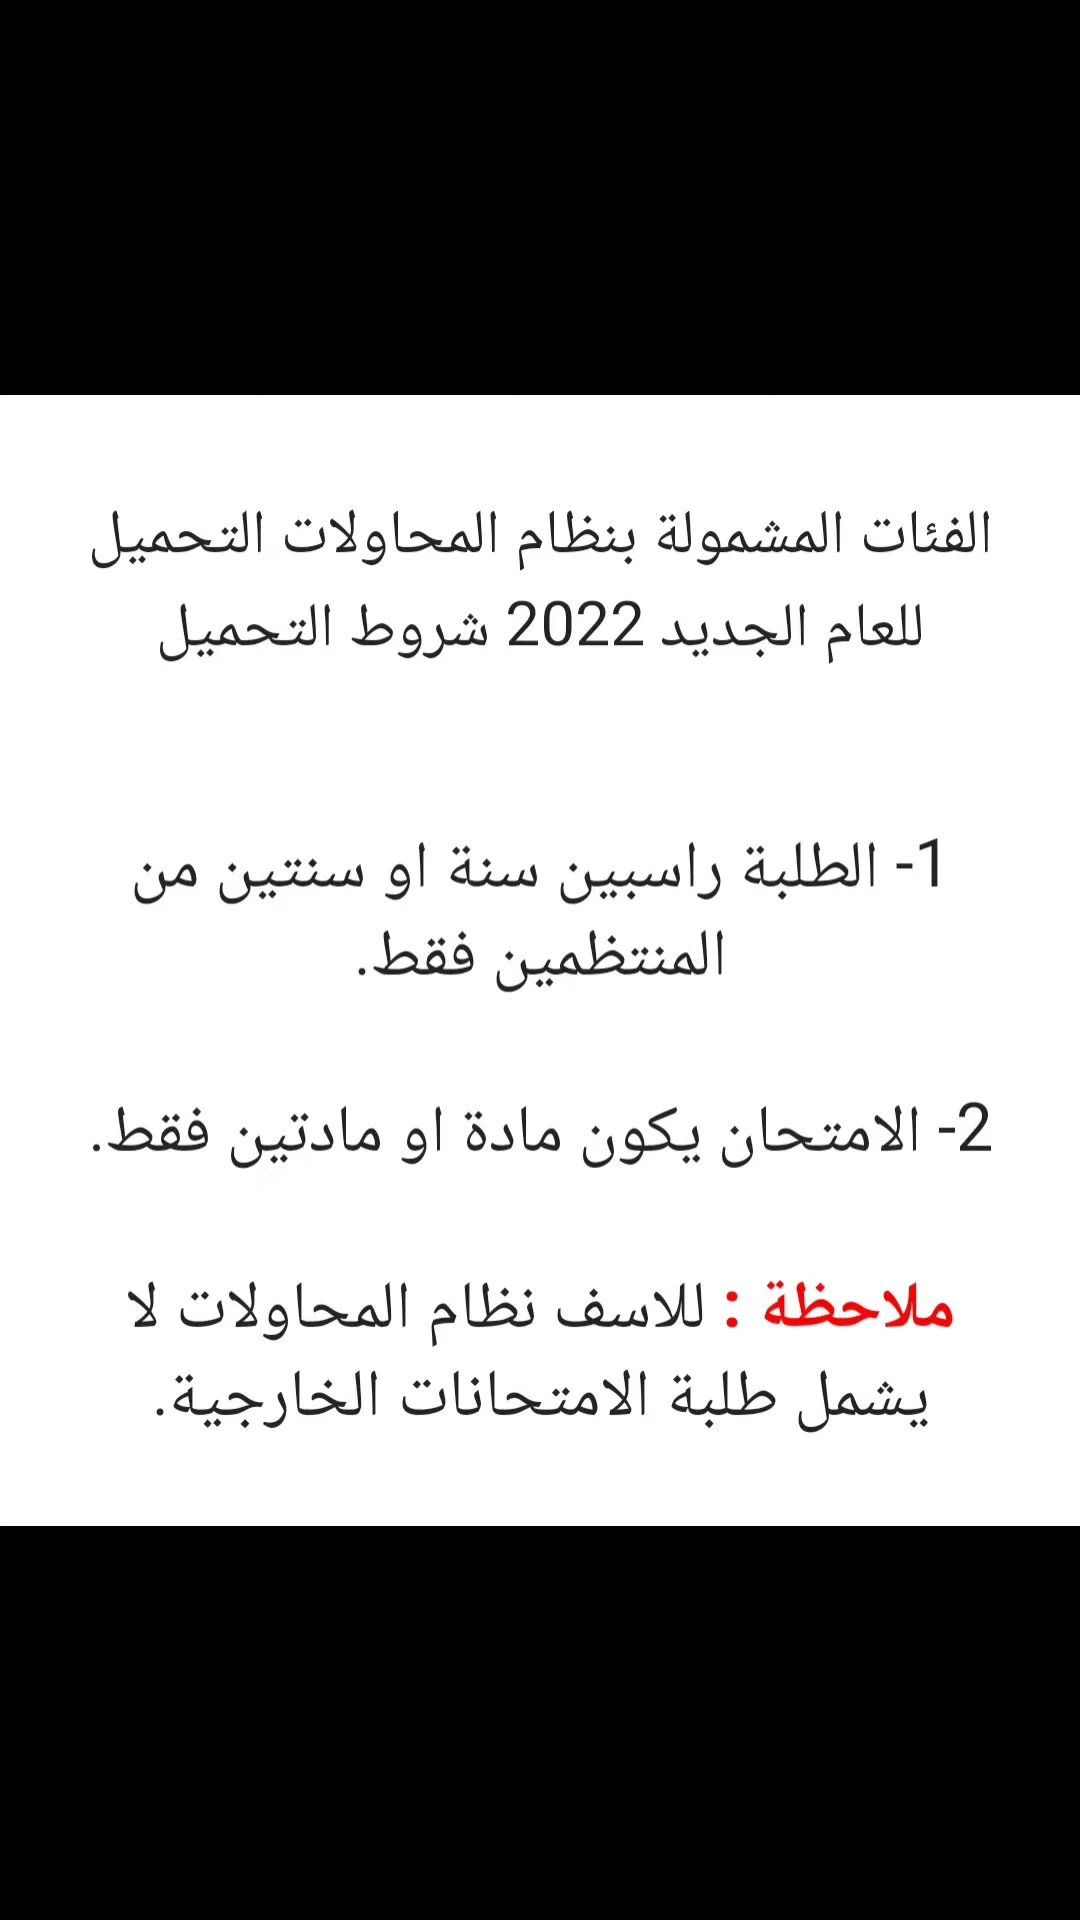 الفئات المشمولة بنظام المحاولات التحميل
للعام الجديد 2022 شروط التحميل
1- الطلبة راسبين سنة او سنتين من
المنتظمين فقط.
2- الامتحان يكون مادة او مادتين فقط.
ملاحظة : للاسف نظام المحاولات لا
يشمل طلبة الامتحانات الخارجية.